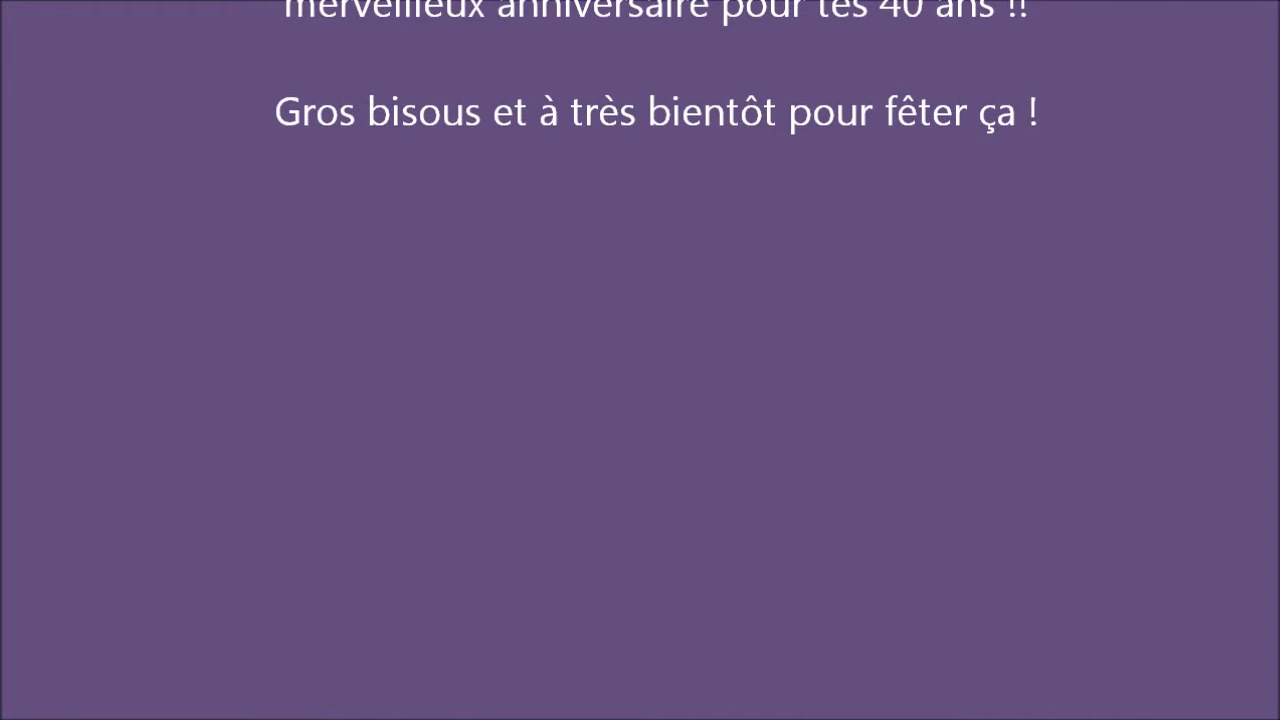 merveilleux anniversaire pour tes 40 ans !!
Gros bisous et à très bientôt pour fêter ça !